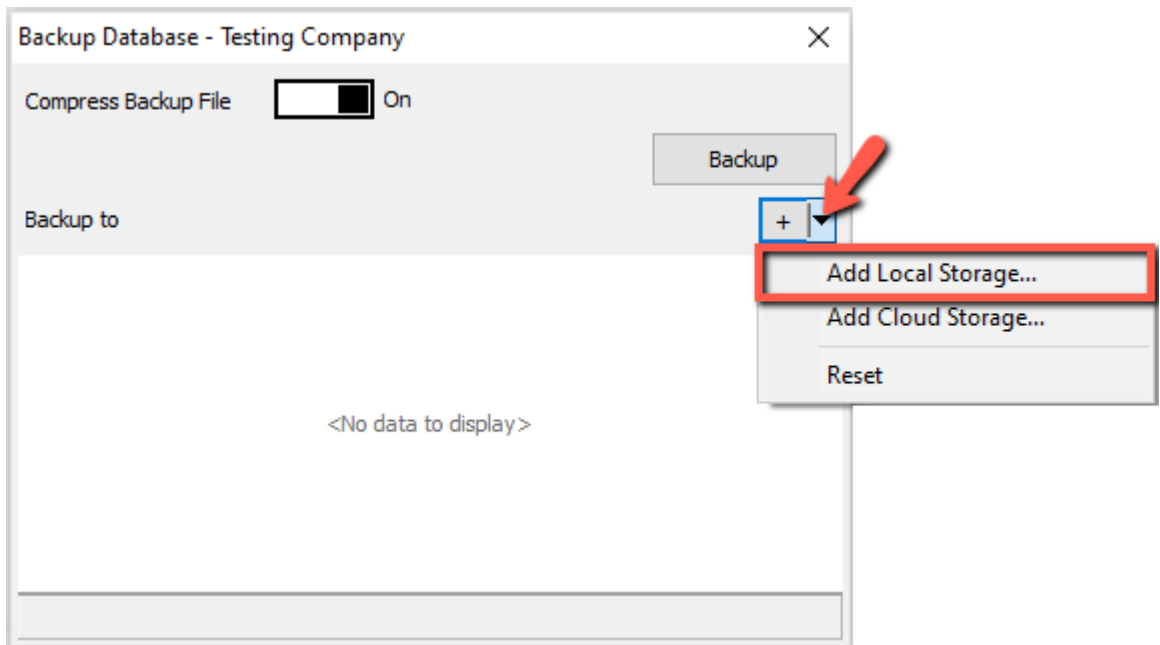 Backup Database - Testing Company
Compress Backup File On
Backup
Backup to +
Add Local Storage...
Add Cloud Storage...
Reset
<No data to display>